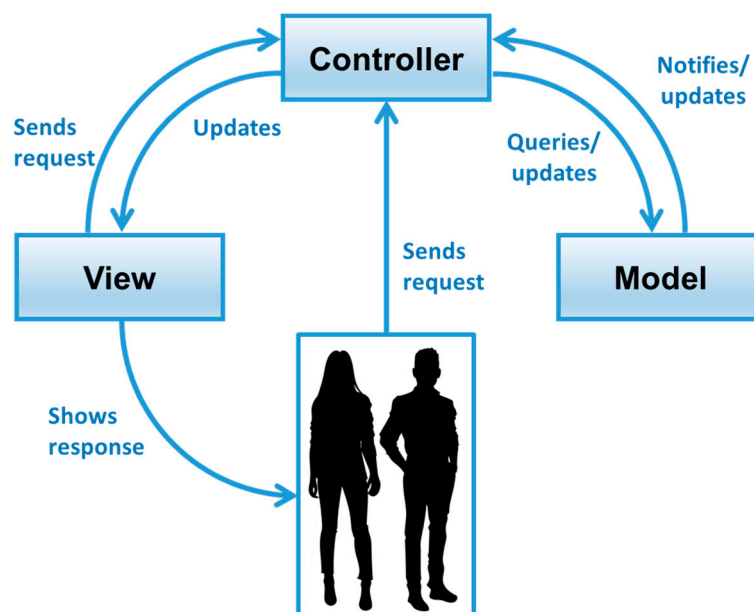 Controller
Notifies/
updates
Sends
request
Updates
Queries/
updates
View
Sends
request
Model
Shows
response